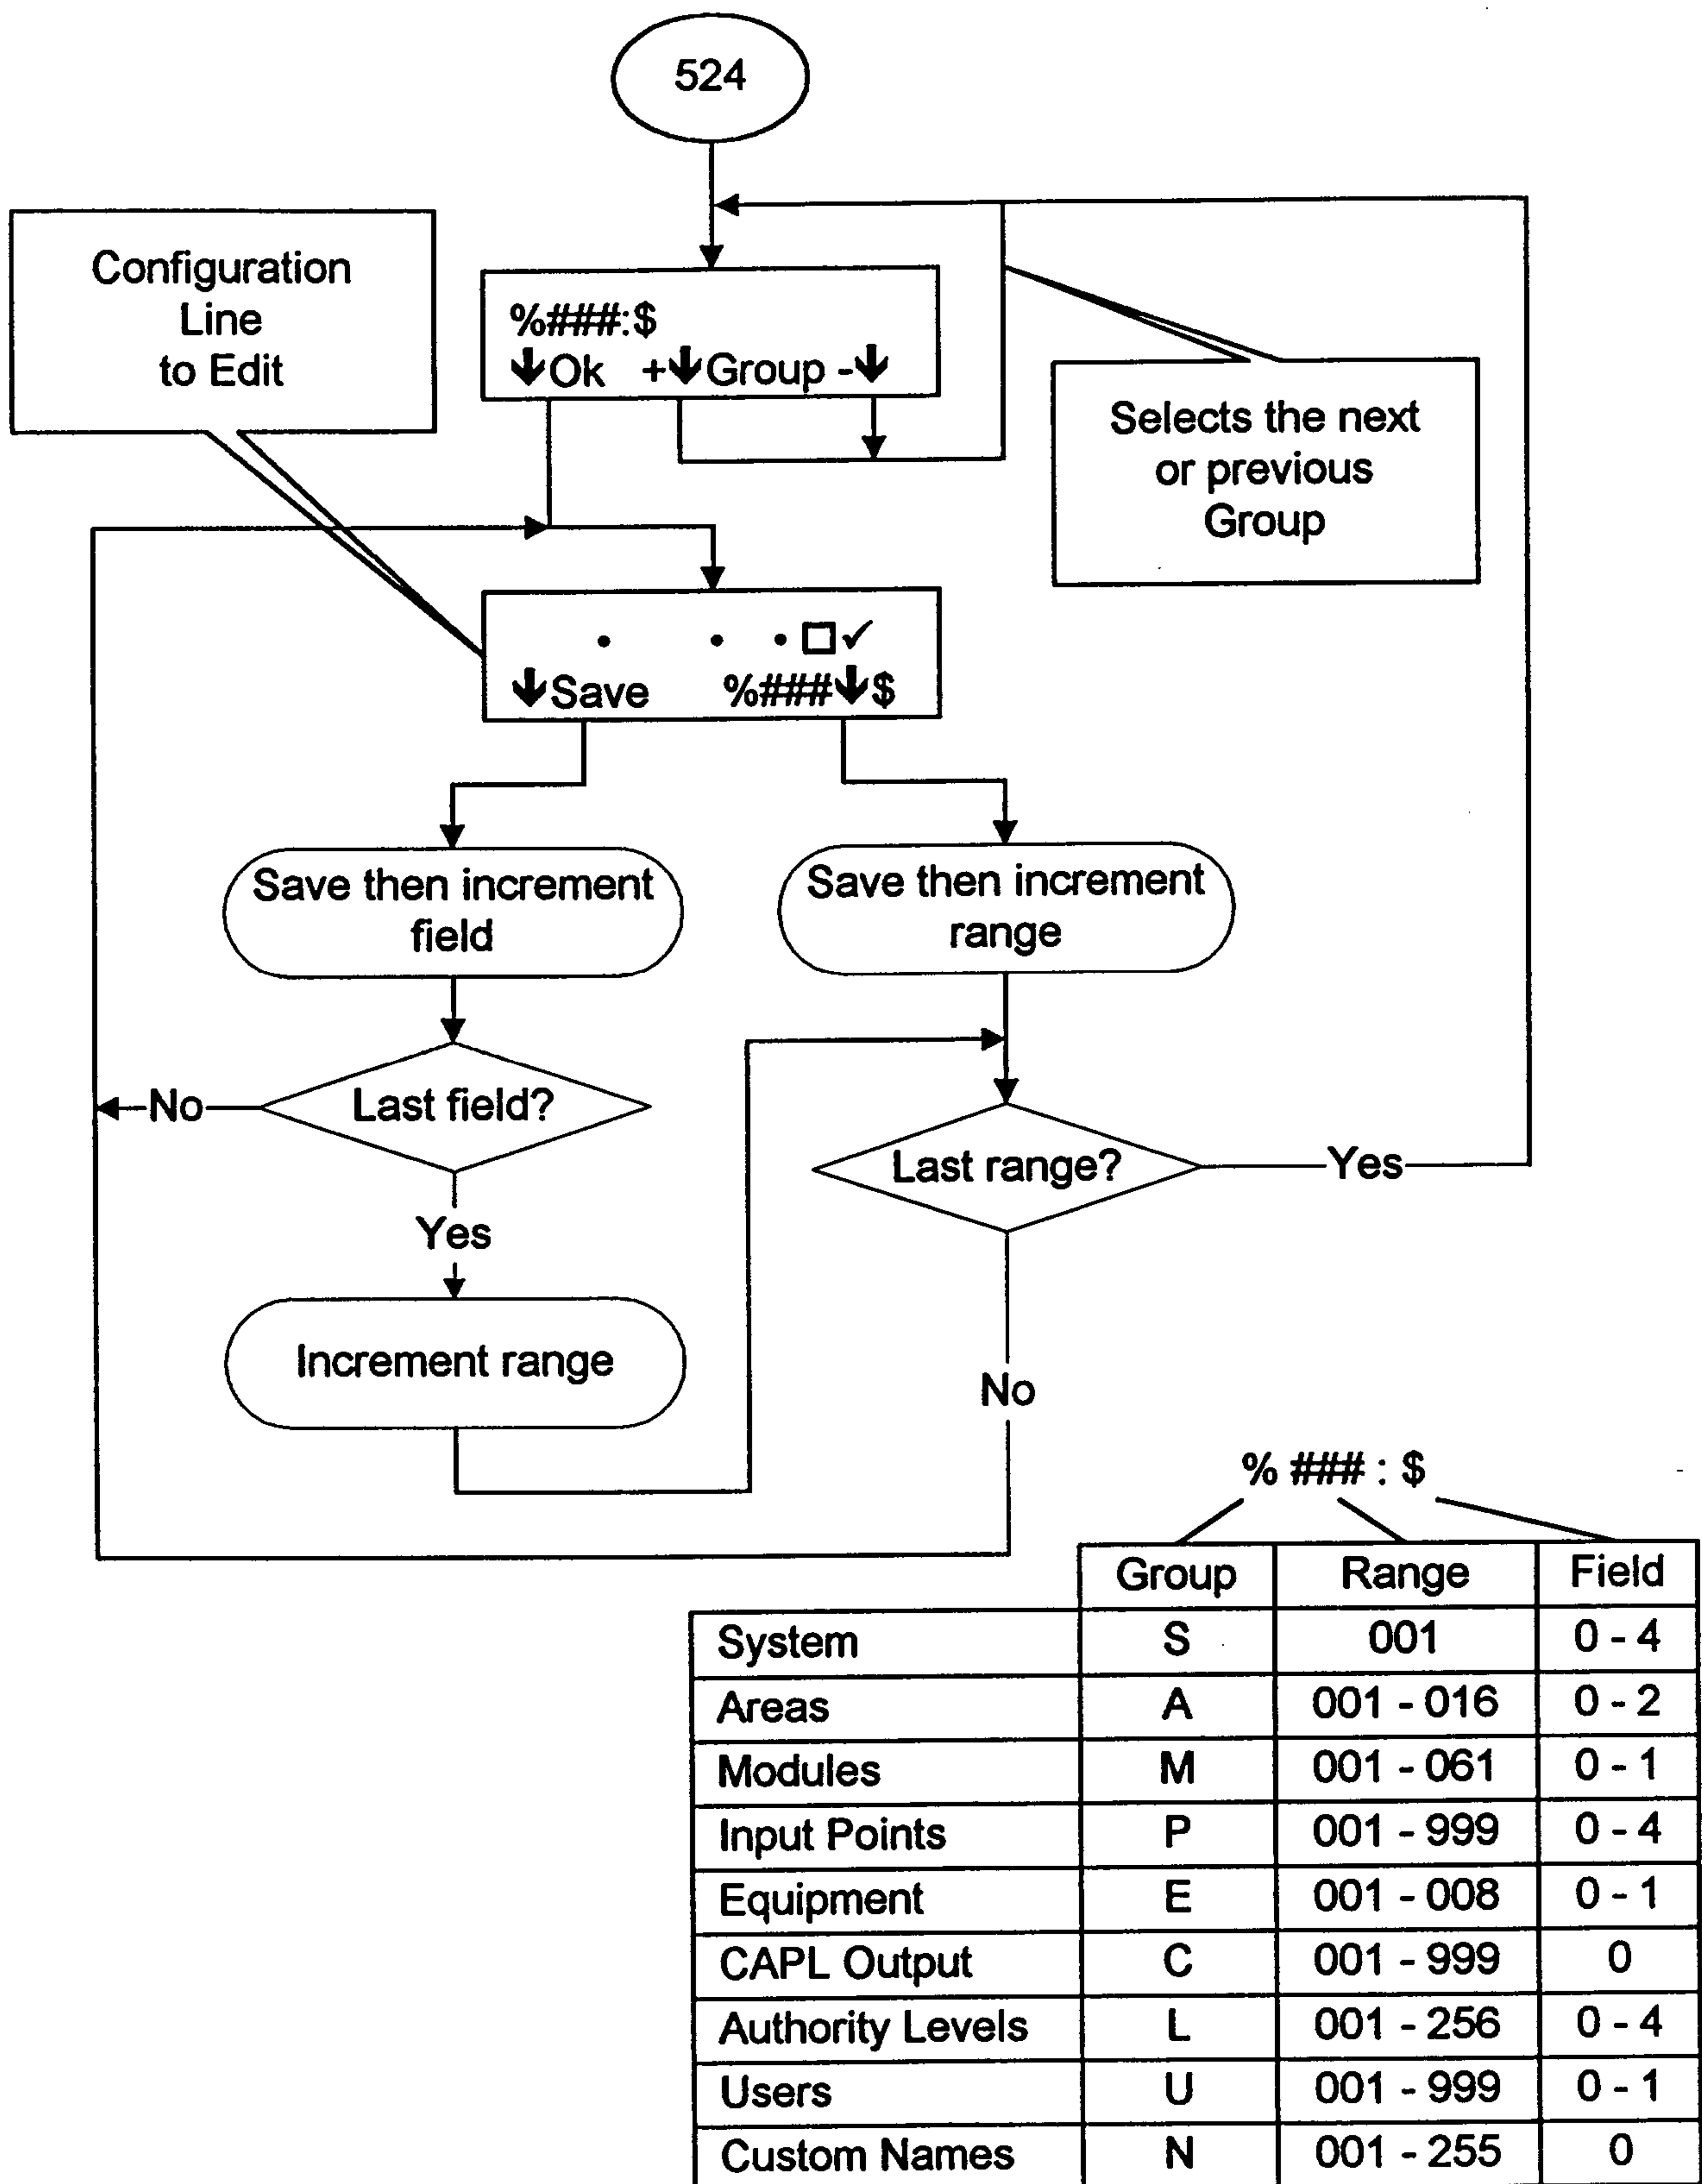 524
Configuration
Line
to Edit
%###:$
↓Ok +↓Group -↓
Selects the next
or previous
Group
• • • □✓
↓Save %###↓$
Save then increment
field
Save then increment
range
Last field?
No
Yes
Last range?
Yes
Increment range
No
% ### : $
Group Range Field
System S 001 0 - 4
Areas A 001 - 016 0 - 2
Modules M 001 - 061 0 - 1
Input Points P 001 - 999 0 - 4
Equipment E 001 - 008 0 - 1
CAPL Output C 001 - 999 0
Authority Levels L 001 - 256 0 - 4
Users U 001 - 999 0 - 1
Custom Names N 001 - 255 0